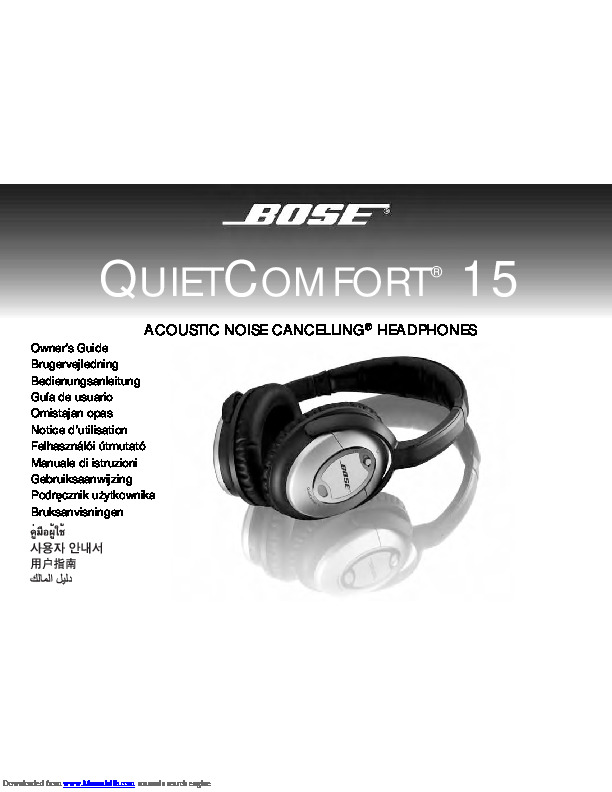 BOSE®
QUIETCOMFORT® 15
ACOUSTIC NOISE CANCELLING® HEADPHONES
Owner's Guide
Brugervejledning
Bedienungsanleitung
Guía de usuario
Omistajan opas
Notice d'utilisation
Felhasználói útmutató
Manuale di istruzioni
Gebruiksaanwijzing
Podręcznik użytkownika
Bruksanvisningen
คู่มือผู้ใช้
사용자 안내서
用户指南
دليل المالك
BOSE
Downloaded from www.Manualslib.com manuals search engine